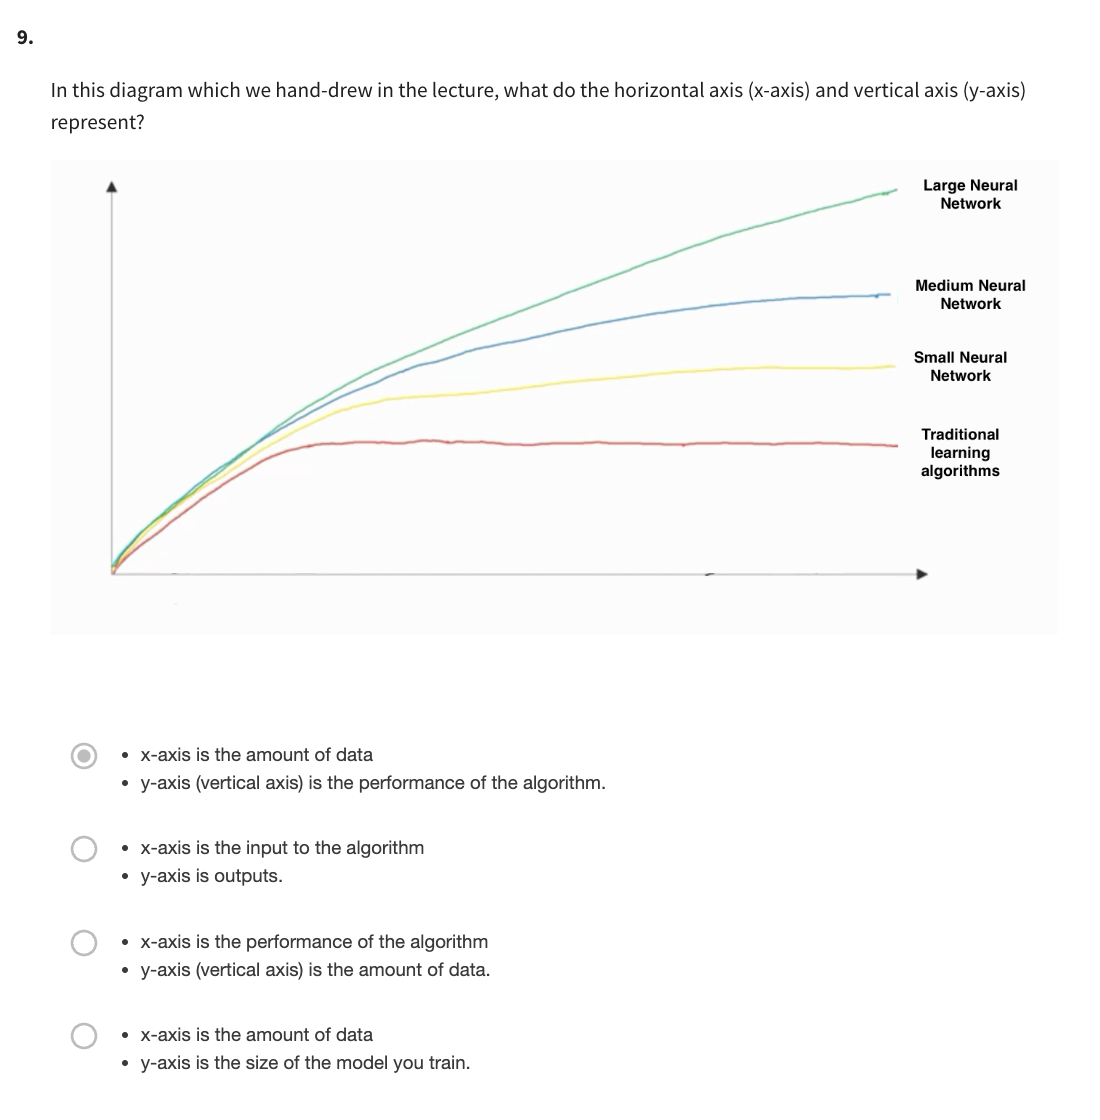 9.
In this diagram which we hand-drew in the lecture, what do the horizontal axis (x-axis) and vertical axis (y-axis)
represent?
Large Neural
Network
Medium Neural
Network
Small Neural
Network
Traditional
learning
algorithms
• x-axis is the amount of data
• y-axis (vertical axis) is the performance of the algorithm.
• x-axis is the input to the algorithm
• y-axis is outputs.
• x-axis is the performance of the algorithm
• y-axis (vertical axis) is the amount of data.
• x-axis is the amount of data
• y-axis is the size of the model you train.